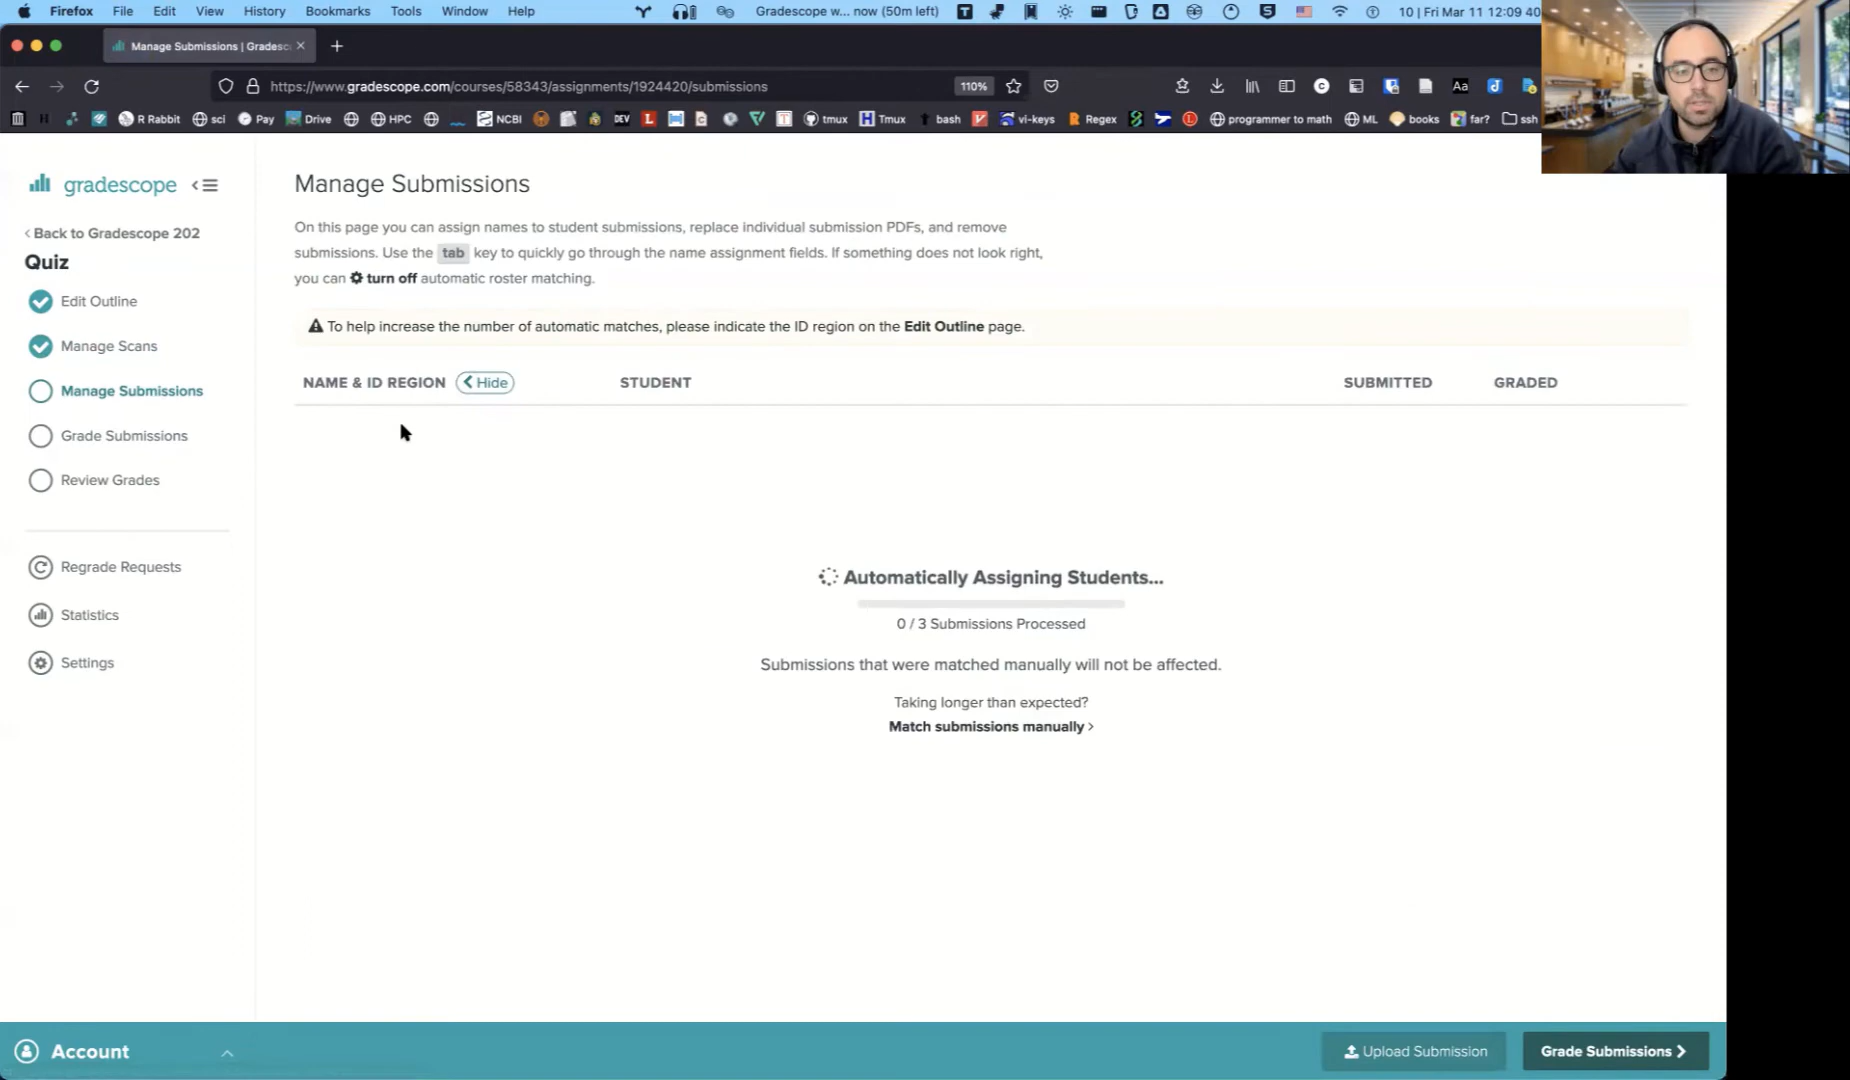 Firefox File Edit View History Bookmarks Tools Window Help Gradescope w... now (50m left) 10 | Fri Mar 11 12:09 40
Manage Submissions | Gradesc
https://www.gradescope.com/courses/58343/assignments/1924420/submissions 110%
R Rabbit sci Pay Drive HPC NCBI DEV tmux Tmux bash vi-keys Regex programmer to math ML books far? ssh
gradescope
Back to Gradescope 202
Quiz
Edit Outline
Manage Scans
Manage Submissions
Grade Submissions
Review Grades
Regrade Requests
Statistics
Settings
Manage Submissions
On this page you can assign names to student submissions, replace individual submission PDFs, and remove
submissions. Use the tab key to quickly go through the name assignment fields. If something does not look right,
you can turn off automatic roster matching.
To help increase the number of automatic matches, please indicate the ID region on the Edit Outline page.
NAME & ID REGION Hide STUDENT SUBMITTED GRADED
Automatically Assigning Students...
0 / 3 Submissions Processed
Submissions that were matched manually will not be affected.
Taking longer than expected?
Match submissions manually
Account
Upload Submission
Grade Submissions